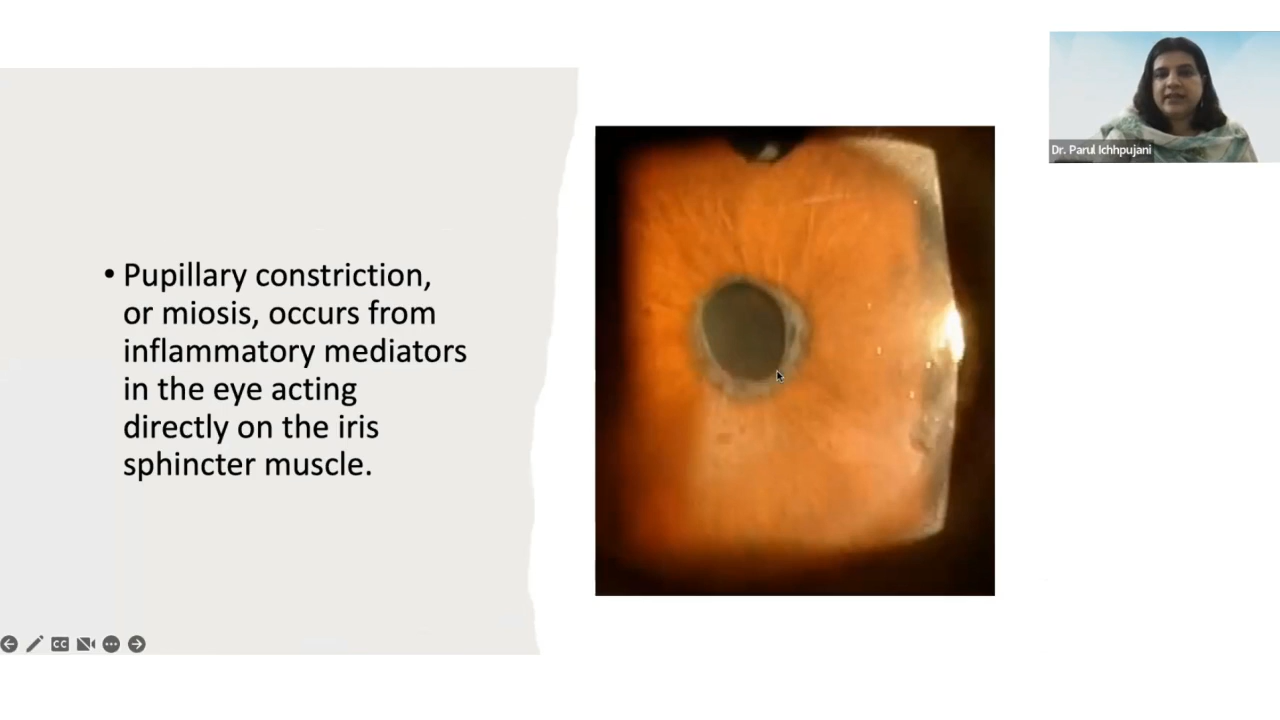 • Pupillary constriction,
or miosis, occurs from
inflammatory mediators
in the eye acting
directly on the iris
sphincter muscle.
Dr. Parul Ichhpujani
CC